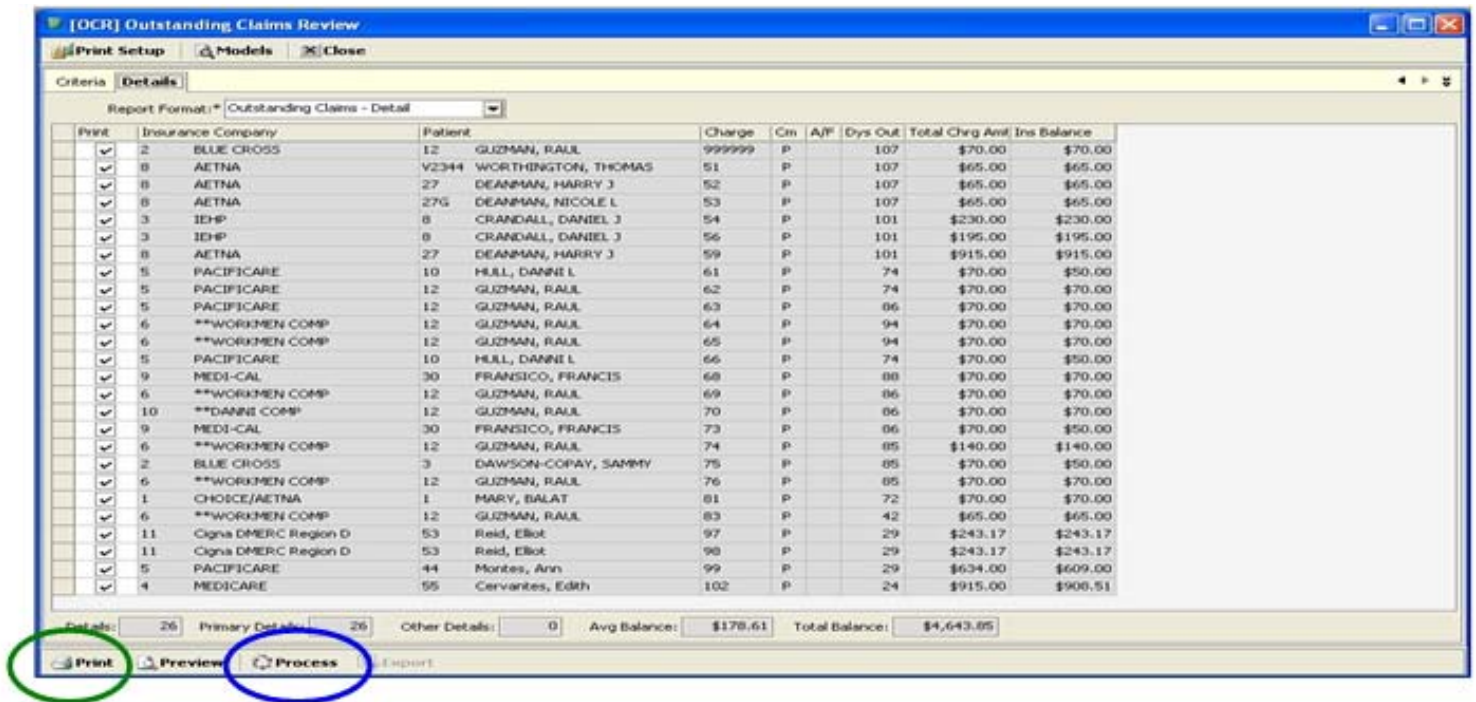 [OCR] Outstanding Claims Review
Print Setup Models Close
Criteria Details
Report Format:* Outstanding Claims - Detail
Print Insurance Company Patient Charge Cm A/F Dys Out Total Chrg Amt Ins Balance
2 BLUE CROSS 12 GUZMAN, RAUL 999999 P 107 $70.00 $70.00
8 AETNA V2344 WORTHINGTON, THOMAS 51 P 107 $65.00 $65.00
8 AETNA 27 DEANMAN, HARRY J 52 P 107 $65.00 $65.00
8 AETNA 27G DEANMAN, NICOLE L 53 P 107 $65.00 $65.00
3 IEHP 8 CRANDALL, DANIEL J 54 P 101 $230.00 $230.00
3 IEHP 8 CRANDALL, DANIEL J 56 P 101 $195.00 $195.00
8 AETNA 27 DEANMAN, HARRY J 59 P 101 $915.00 $915.00
5 PACIFICARE 10 HULL, DANNI L 61 P 74 $70.00 $50.00
5 PACIFICARE 12 GUZMAN, RAUL 62 P 74 $70.00 $70.00
5 PACIFICARE 12 GUZMAN, RAUL 63 P 86 $70.00 $70.00
6 **WORKMEN COMP 12 GUZMAN, RAUL 64 P 94 $70.00 $70.00
6 **WORKMEN COMP 12 GUZMAN, RAUL 65 P 94 $70.00 $70.00
5 PACIFICARE 10 HULL, DANNI L 66 P 74 $70.00 $50.00
9 MEDI-CAL 30 FRANSICO, FRANCIS 68 P 88 $70.00 $70.00
6 **WORKMEN COMP 12 GUZMAN, RAUL 69 P 86 $70.00 $70.00
10 **DANNI COMP 12 GUZMAN, RAUL 70 P 86 $70.00 $70.00
9 MEDI-CAL 30 FRANSICO, FRANCIS 73 P 86 $70.00 $50.00
6 **WORKMEN COMP 12 GUZMAN, RAUL 74 P 85 $140.00 $140.00
2 BLUE CROSS 3 DAWSON-COPAY, SAMMY 75 P 85 $70.00 $50.00
6 **WORKMEN COMP 12 GUZMAN, RAUL 76 P 85 $70.00 $70.00
1 CHOICE/AETNA 1 MARY, BALAT 81 P 72 $70.00 $70.00
6 **WORKMEN COMP 12 GUZMAN, RAUL 83 P 42 $65.00 $65.00
11 Cigna DMERC Region D 53 Reid, Elliot 97 P 29 $243.17 $243.17
11 Cigna DMERC Region D 53 Reid, Elliot 98 P 29 $243.17 $243.17
5 PACIFICARE 44 Montes, Ann 99 P 29 $634.00 $609.00
4 MEDICARE 55 Cervantes, Edith 102 P 24 $915.00 $908.51
Details: 26 Primary Details: 26 Other Details: 0 Avg Balance: $178.61 Total Balance: $4,643.85
Print Preview Process Export